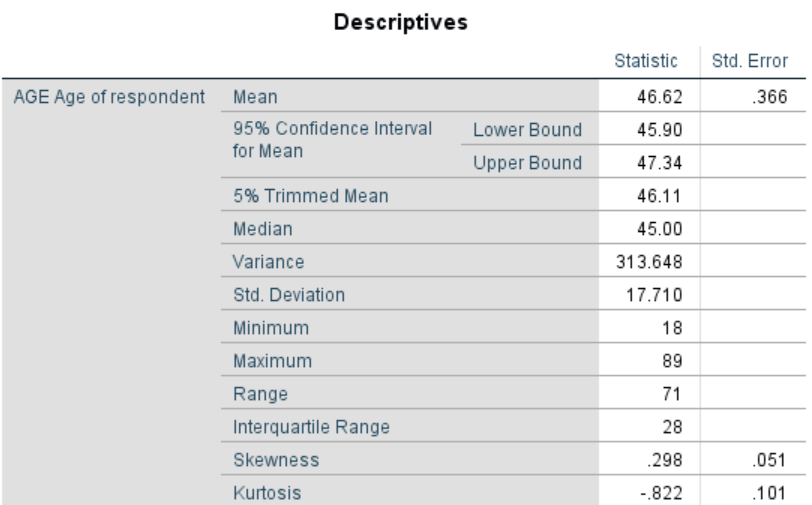 Descriptives
Statistic Std. Error
AGE Age of respondent Mean 46.62 .366
95% Confidence Interval for Mean Lower Bound 45.90
Upper Bound 47.34
5% Trimmed Mean 46.11
Median 45.00
Variance 313.648
Std. Deviation 17.710
Minimum 18
Maximum 89
Range 71
Interquartile Range 28
Skewness .298 .051
Kurtosis -.822 .101